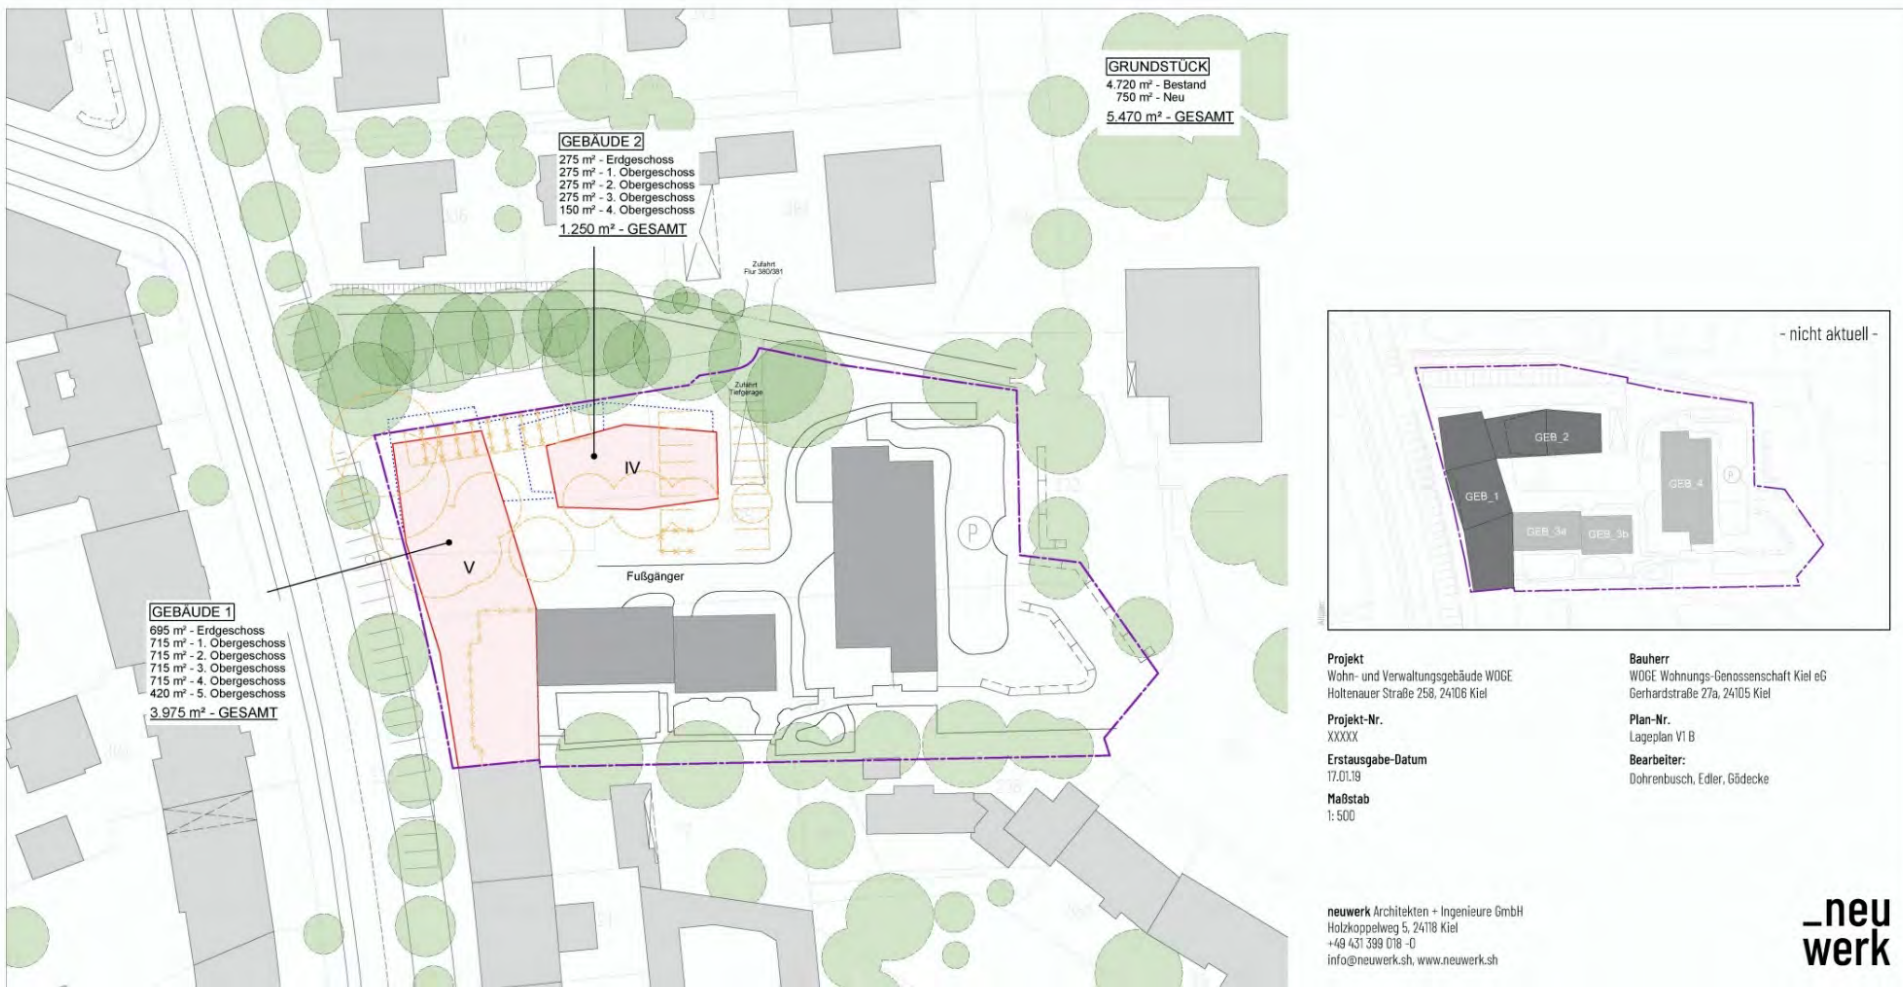 GRUNDSTÜCK
4.720 m² - Bestand
750 m² - Neu
5.470 m² - GESAMT
GEBÄUDE 2
275 m² - Erdgeschoss
275 m² - 1. Obergeschoss
275 m² - 2. Obergeschoss
275 m² - 3. Obergeschoss
150 m² - 4. Obergeschoss
1.250 m² - GESAMT
Zufahrt
Flur 380/381
Zufahrt
Tiefgarage
IV
V
P
Fußgänger
GEBÄUDE 1
695 m² - Erdgeschoss
715 m² - 1. Obergeschoss
715 m² - 2. Obergeschoss
715 m² - 3. Obergeschoss
715 m² - 4. Obergeschoss
420 m² - 5. Obergeschoss
3.975 m² - GESAMT
- nicht aktuell -
GEB_2
GEB_1
GEB_4
P
GEB_3a
GEB_3b
Projekt
Wohn- und Verwaltungsgebäude WOGE
Holtenauer Straße 258, 24106 Kiel
Projekt-Nr.
XXXXX
Erstausgabe-Datum
17.01.19
Maßstab
1: 500
Bauherr
WOGE Wohnungs-Genossenschaft Kiel eG
Gerhardstraße 27a, 24105 Kiel
Plan-Nr.
Lageplan V1 B
Bearbeiter:
Dohrenbusch, Edler, Gödecke
neuwerk Architekten + Ingenieure GmbH
Holzkoppelweg 5, 24118 Kiel
+49 431 399 018 -0
info@neuwerk.sh, www.neuwerk.sh
_neu
werk